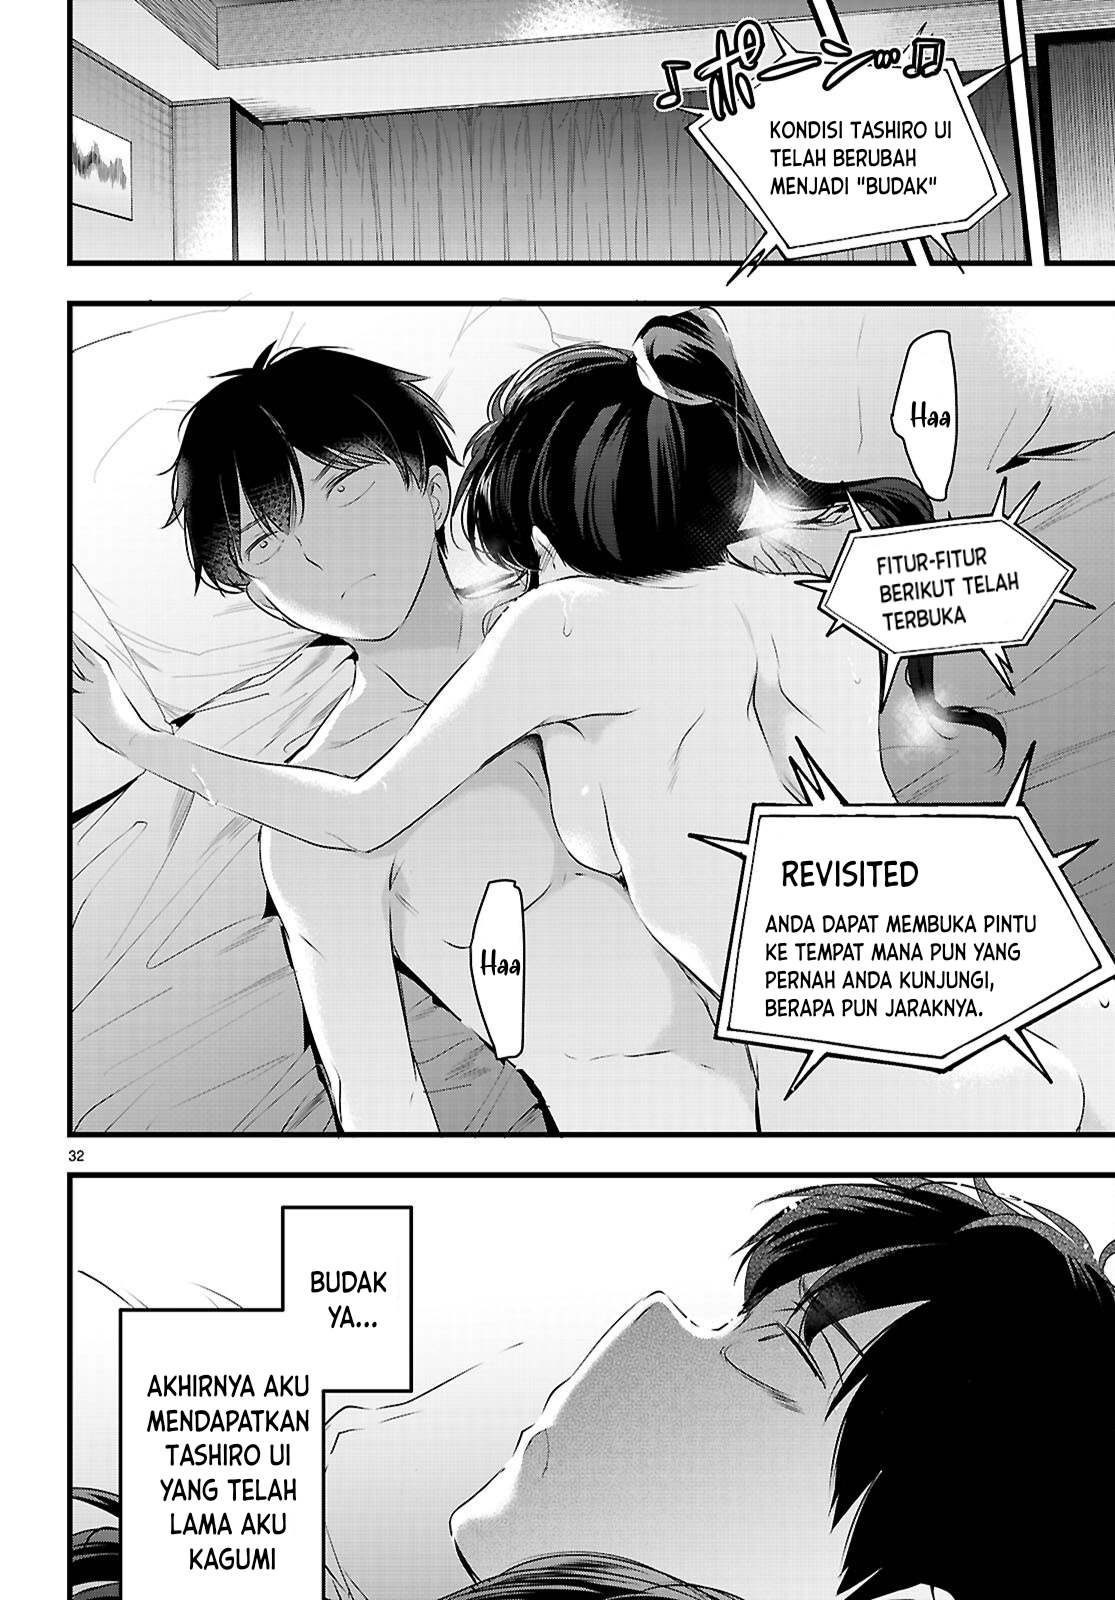 ♪ポーン…♫
KONDISI TASHIRO UI
TELAH BERUBAH
MENJADI "BUDAK"
Haa
FITUR-FITUR
BERIKUT TELAH
TERBUKA
REVISITED
ANDA DAPAT MEMBUKA PINTU
KE TEMPAT MANA PUN YANG
PERNAH ANDA KUNJUNGI,
BERAPA PUN JARAKNYA.
Haa
32
BUDAK
YA...
AKHIRNYA AKU
MENDAPATKAN
TASHIRO UI
YANG TELAH
LAMA AKU
KAGUMI